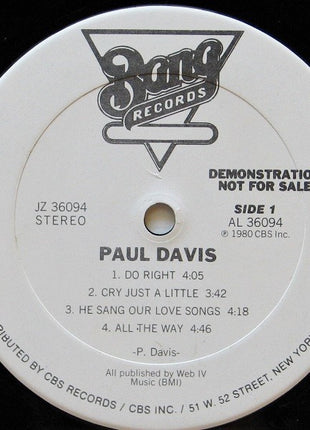 Bang
RECORDS
DEMONSTRATION
NOT FOR SALE
JZ 36094
STEREO
SIDE 1
AL 36094
℗ 1980 CBS Inc.
PAUL DAVIS
1. DO RIGHT 4:05
2. CRY JUST A LITTLE 3:42
3. HE SANG OUR LOVE SONGS 4:18
4. ALL THE WAY 4:46
-P. Davis-
All published by Web IV
Music (BMI)
TRIBUTED BY CBS RECORDS / CBS INC. / 51 W. 52 STREET, NEW YORK